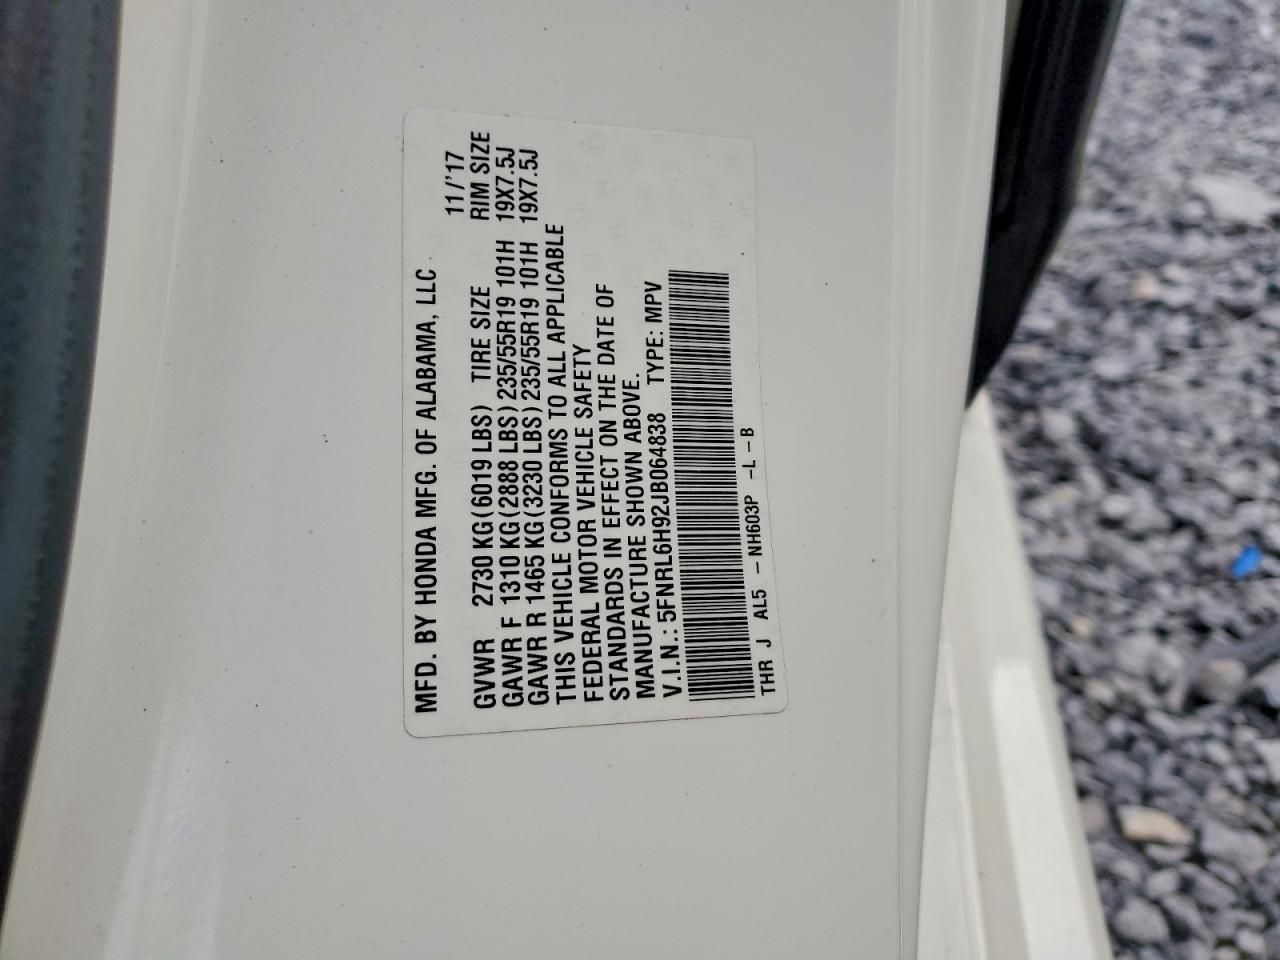 MFD. BY HONDA MFG. OF ALABAMA, LLC 11/'17
GVWR 2730 KG(6019 LBS) TIRE SIZE RIM SIZE
GAWR F 1310 KG(2888 LBS)235/55R19 101H 19X7.5J
GAWR R 1465 KG(3230 LBS)235/55R19 101H 19X7.5J
THIS VEHICLE CONFORMS TO ALL APPLICABLE
FEDERAL MOTOR VEHICLE SAFETY
STANDARDS IN EFFECT ON THE DATE OF
MANUFACTURE SHOWN ABOVE.
V.I.N.: 5FNRL6H92JB064838 TYPE: MPV
THR J AL5 -NH603P -L-B